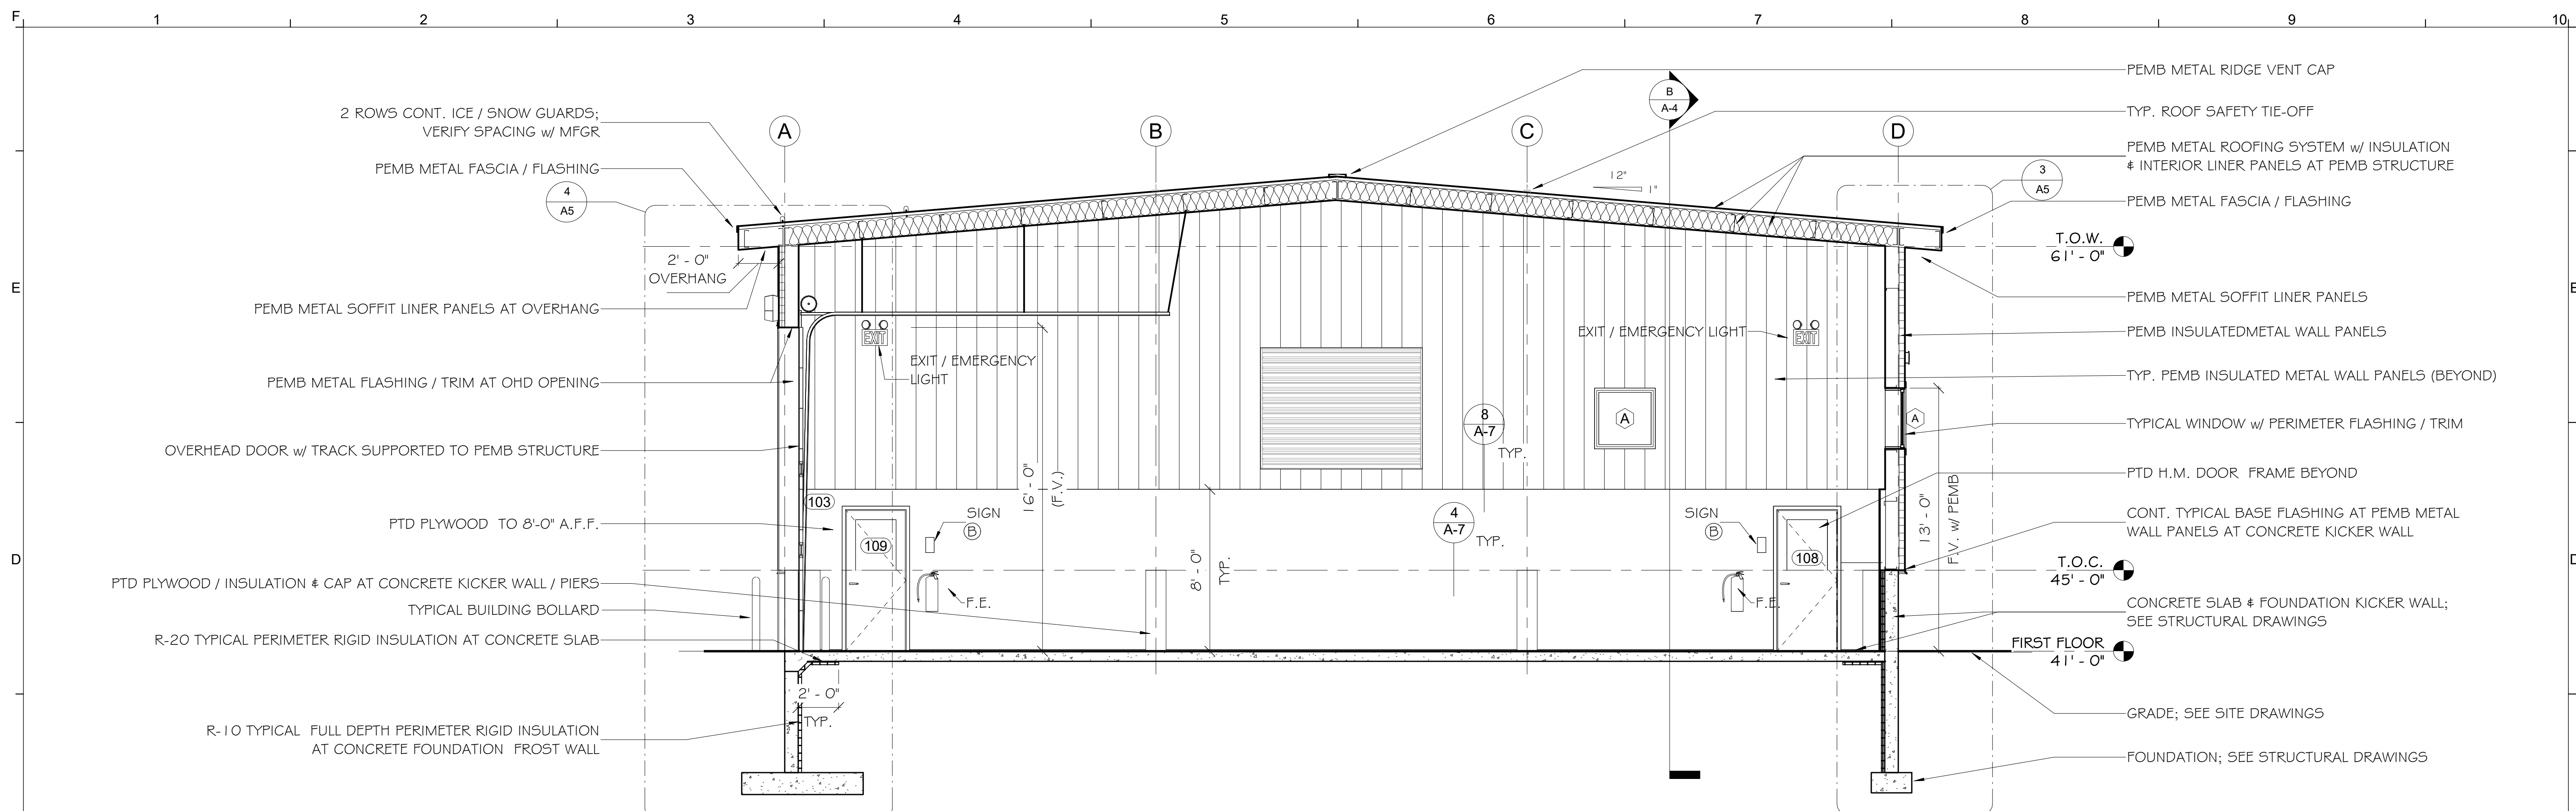 F
1
2
3
4
5
6
7
8
9
10
2 ROWS CONT. ICE / SNOW GUARDS;
VERIFY SPACING w/ MFGR
PEMB METAL FASCIA / FLASHING
4
A5
2' - 0"
OVERHANG
PEMB METAL SOFFIT LINER PANELS AT OVERHANG
PEMB METAL FLASHING / TRIM AT OHD OPENING
OVERHEAD DOOR w/ TRACK SUPPORTED TO PEMB STRUCTURE
PTD PLYWOOD TO 8'-0" A.F.F.
PTD PLYWOOD / INSULATION & CAP AT CONCRETE KICKER WALL / PIERS
TYPICAL BUILDING BOLLARD
R-20 TYPICAL PERIMETER RIGID INSULATION AT CONCRETE SLAB
R-10 TYPICAL FULL DEPTH PERIMETER RIGID INSULATION
AT CONCRETE FOUNDATION FROST WALL
E
D
A
B
C
D
B
A-4
12"
1"
EXIT
EXIT / EMERGENCY
LIGHT
16' - 0"
(F.V.)
EXIT / EMERGENCY LIGHT
EXIT
A
8
A-7
TYP.
4
A-7
TYP.
103
109
SIGN
B
F.E.
8' - 0"
TYP.
SIGN
B
108
F.E.
2' - 0"
TYP.
A
13' - 0"
F.V. w/ PEMB
3
A5
T.O.W.
61' - 0"
T.O.C.
45' - 0"
FIRST FLOOR
41' - 0"
PEMB METAL RIDGE VENT CAP
TYP. ROOF SAFETY TIE-OFF
PEMB METAL ROOFING SYSTEM w/ INSULATION
& INTERIOR LINER PANELS AT PEMB STRUCTURE
PEMB METAL FASCIA / FLASHING
PEMB METAL SOFFIT LINER PANELS
PEMB INSULATEDMETAL WALL PANELS
TYP. PEMB INSULATED METAL WALL PANELS (BEYOND)
TYPICAL WINDOW w/ PERIMETER FLASHING / TRIM
PTD H.M. DOOR FRAME BEYOND
CONT. TYPICAL BASE FLASHING AT PEMB METAL
WALL PANELS AT CONCRETE KICKER WALL
CONCRETE SLAB & FOUNDATION KICKER WALL;
SEE STRUCTURAL DRAWINGS
GRADE; SEE SITE DRAWINGS
FOUNDATION; SEE STRUCTURAL DRAWINGS
E
D